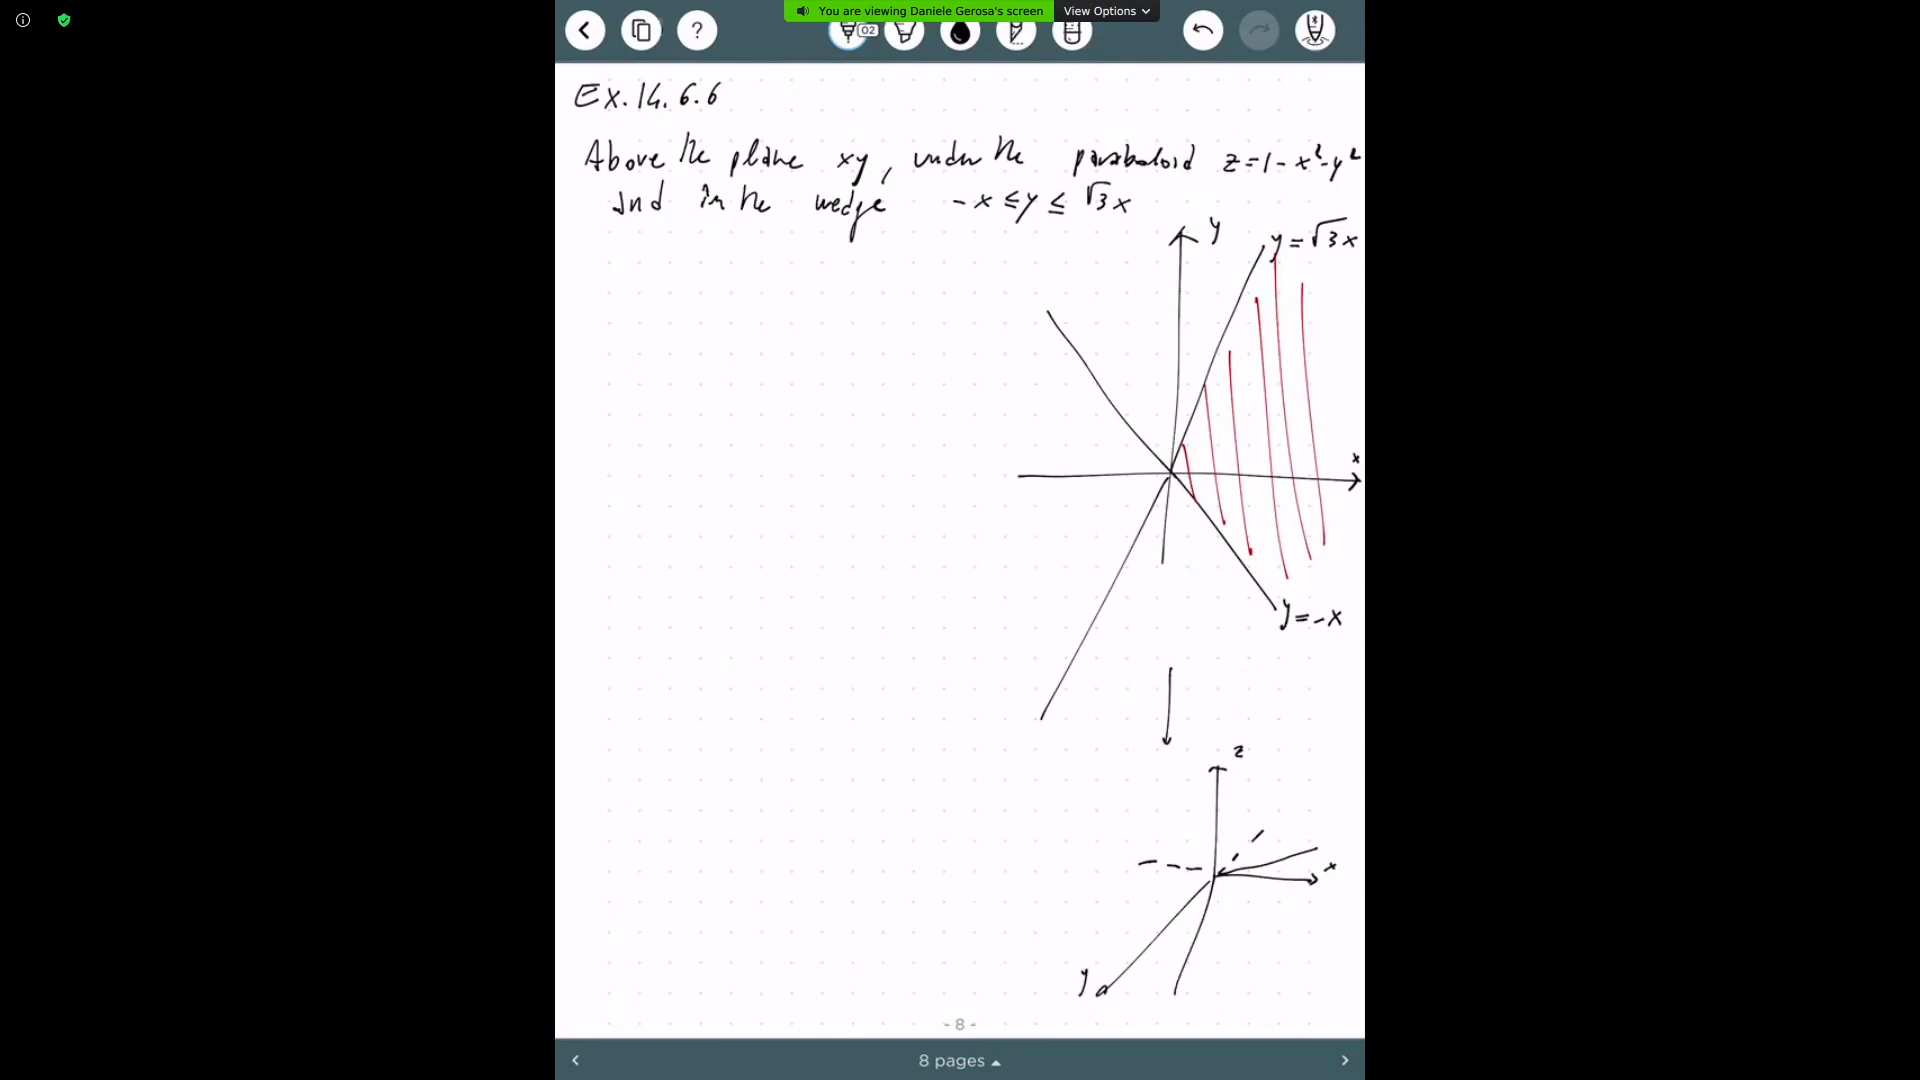 You are viewing Daniele Gerosa's screen View Options
02
?
Ex. 14.6.6
Above the plane xy, under the paraboloid z = 1 - x² - y²
and in the wedge -x ≤ y ≤ √3x
y
y = √3x
x
y = -x
z
x
y
- 8 -
8 pages